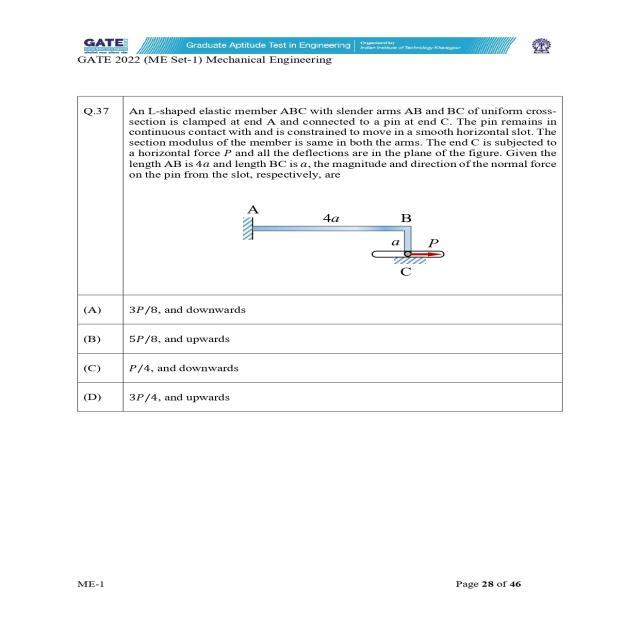 GATE
Graduate Aptitude Test in Engineering
Organised by
Indian Institute of Technology Kharagpur
GATE 2022 (ME Set-1) Mechanical Engineering
Q.37
An L-shaped elastic member ABC with slender arms AB and BC of uniform cross-
section is clamped at end A and connected to a pin at end C. The pin remains in
continuous contact with and is constrained to move in a smooth horizontal slot. The
section modulus of the member is same in both the arms. The end C is subjected to
a horizontal force P and all the deflections are in the plane of the figure. Given the
length AB is 4a and length BC is a, the magnitude and direction of the normal force
on the pin from the slot, respectively, are
A
4a
B
a
P
C
(A) 3P/8, and downwards
(B) 5P/8, and upwards
(C) P/4, and downwards
(D) 3P/4, and upwards
ME-1
Page 28 of 46